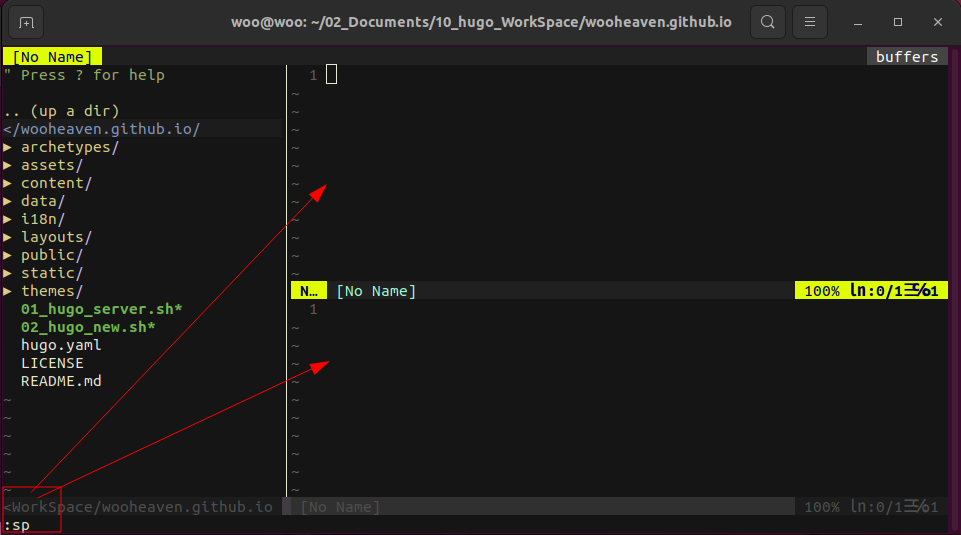 woo@woo: ~/02_Documents/10_hugo_WorkSpace/wooheaven.github.io
[No Name]
buffers
" Press ? for help
.. (up a dir)
</wooheaven.github.io/
▶ archetypes/
▶ assets/
▶ content/
▶ data/
▶ i18n/
▶ layouts/
▶ public/
▶ static/
▶ themes/
01_hugo_server.sh*
02_hugo_new.sh*
hugo.yaml
LICENSE
README.md
~
~
~
~
~
~
1
~
~
~
~
~
~
~
~
~
~
~
N… [No Name] 100% ln:0/1☰℅1
1
~
~
~
~
~
~
~
~
~
~
<WorkSpace/wooheaven.github.io
[No Name] 100% ln:0/1☰℅1
:sp